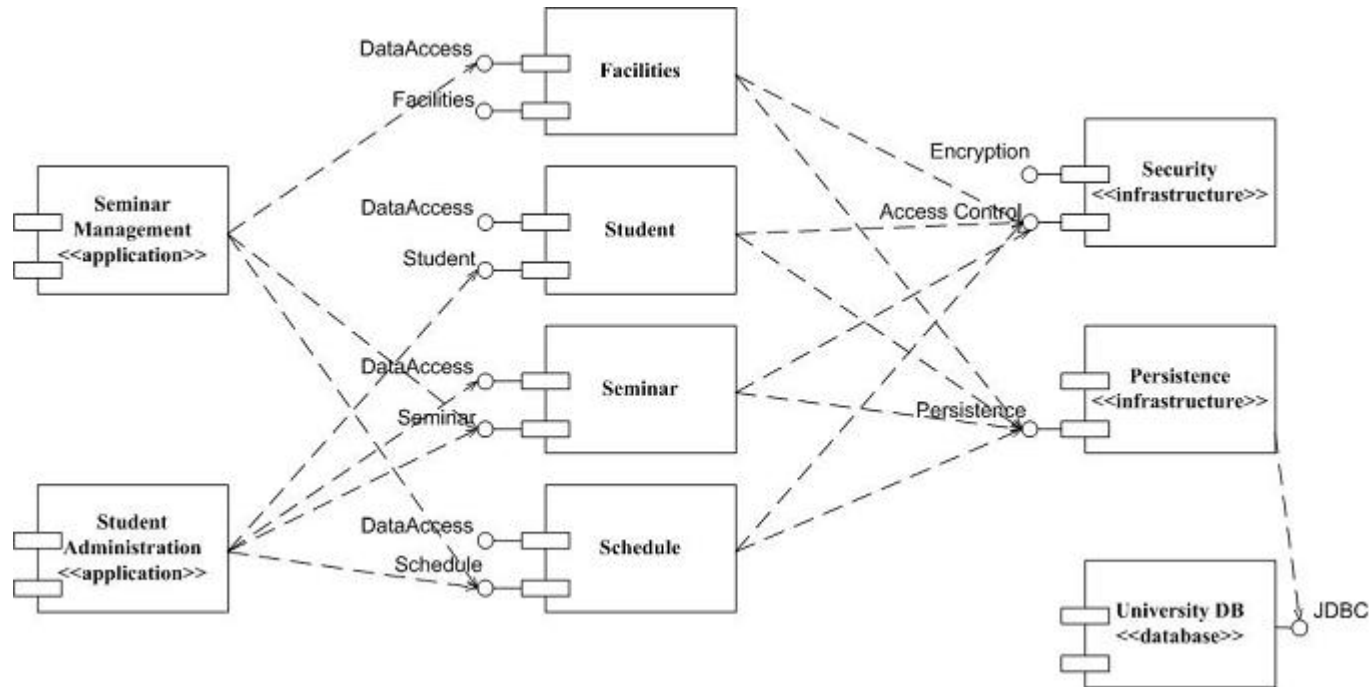 DataAccess
Facilities
Facilities
Encryption
Security
<<infrastructure>>
Access Control
Seminar
Management
<<application>>
DataAccess
Student
Student
DataAccess
Seminar
Seminar
Persistence
<<infrastructure>>
Persistence
Student
Administration
<<application>>
DataAccess
Schedule
Schedule
University DB
<<database>>
JDBC